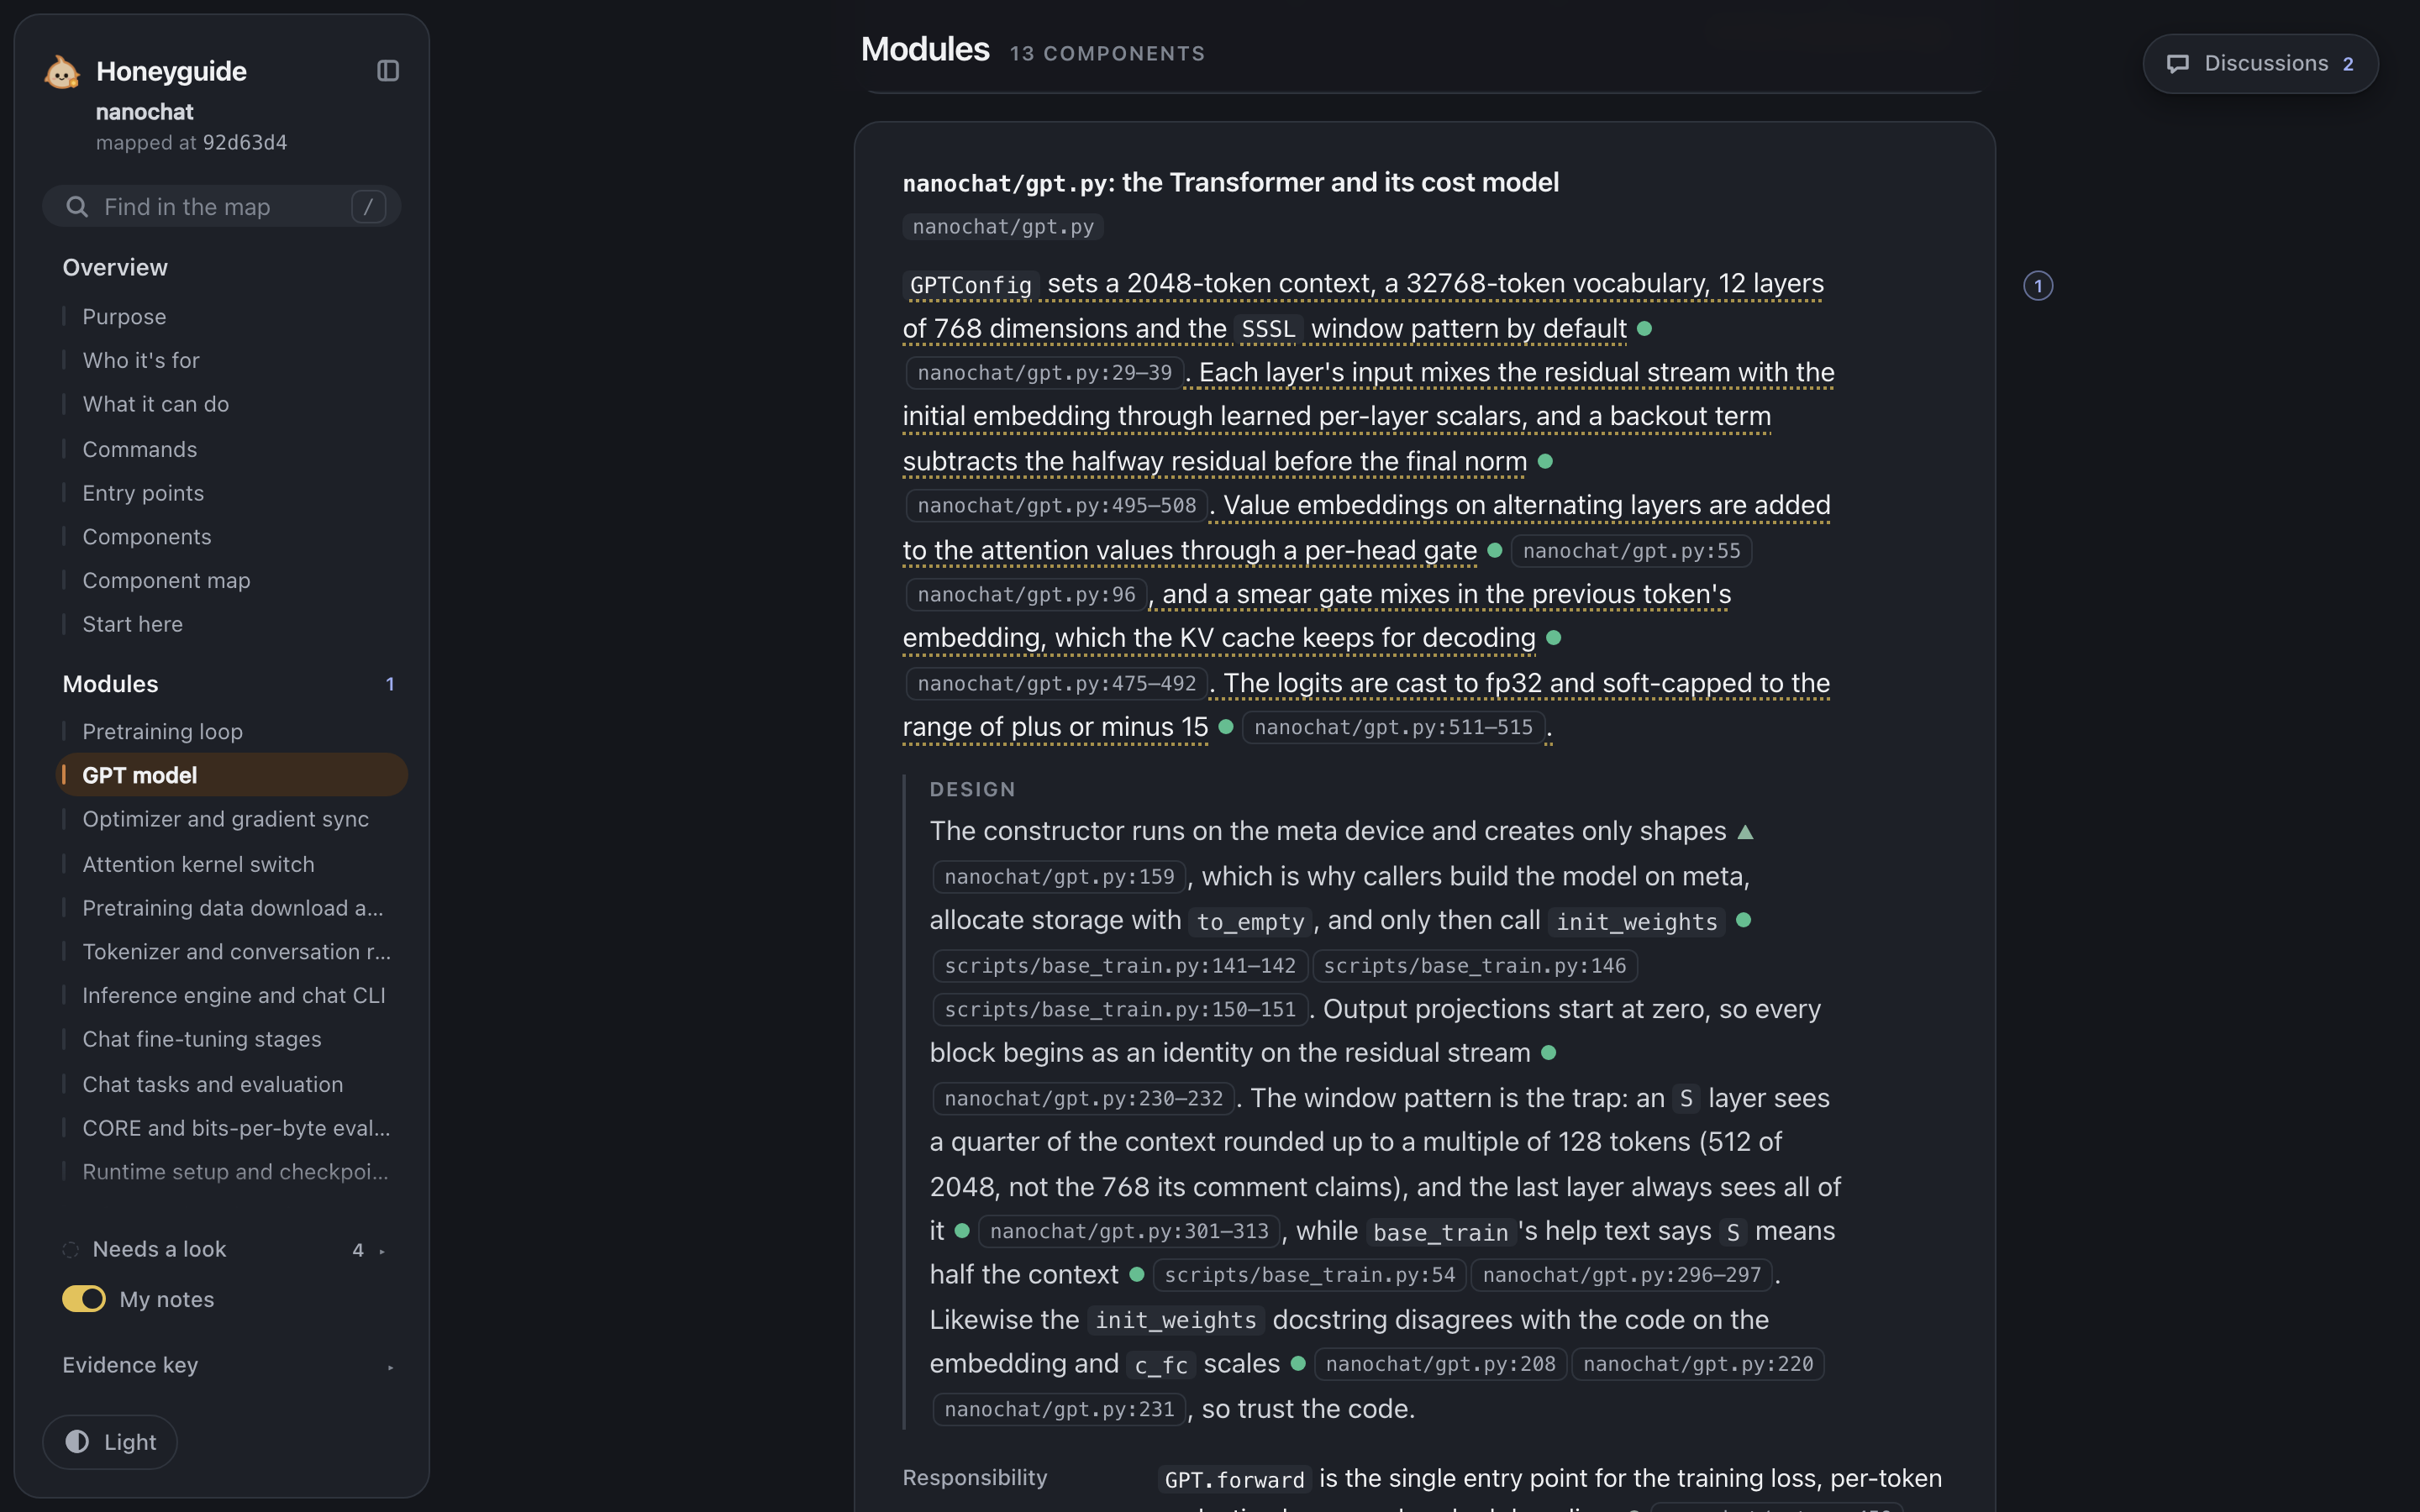 Honeyguide
nanochat
mapped at 92d63d4
Find in the map /
Overview
Purpose
Who it's for
What it can do
Commands
Entry points
Components
Component map
Start here
Modules 1
Pretraining loop
GPT model
Optimizer and gradient sync
Attention kernel switch
Pretraining data download a...
Tokenizer and conversation r...
Inference engine and chat CLI
Chat fine-tuning stages
Chat tasks and evaluation
CORE and bits-per-byte eval...
Runtime setup and checkpoi...
Needs a look 4
My notes
Evidence key
Light
Modules 13 COMPONENTS
Discussions 2
nanochat/gpt.py: the Transformer and its cost model
nanochat/gpt.py
GPTConfig sets a 2048-token context, a 32768-token vocabulary, 12 layers
1
of 768 dimensions and the SSSL window pattern by default
nanochat/gpt.py:29–39. Each layer's input mixes the residual stream with the
initial embedding through learned per-layer scalars, and a backout term
subtracts the halfway residual before the final norm
nanochat/gpt.py:495–508. Value embeddings on alternating layers are added
to the attention values through a per-head gate nanochat/gpt.py:55
nanochat/gpt.py:96, and a smear gate mixes in the previous token's
embedding, which the KV cache keeps for decoding
nanochat/gpt.py:475–492. The logits are cast to fp32 and soft-capped to the
range of plus or minus 15 nanochat/gpt.py:511–515.
DESIGN
The constructor runs on the meta device and creates only shapes
nanochat/gpt.py:159, which is why callers build the model on meta,
allocate storage with to_empty, and only then call init_weights
scripts/base_train.py:141–142 scripts/base_train.py:146
scripts/base_train.py:150–151. Output projections start at zero, so every
block begins as an identity on the residual stream
nanochat/gpt.py:230–232. The window pattern is the trap: an S layer sees
a quarter of the context rounded up to a multiple of 128 tokens (512 of
2048, not the 768 its comment claims), and the last layer always sees all of
it nanochat/gpt.py:301–313, while base_train's help text says S means
half the context scripts/base_train.py:54 nanochat/gpt.py:296–297.
Likewise the init_weights docstring disagrees with the code on the
embedding and c_fc scales nanochat/gpt.py:208 nanochat/gpt.py:220
nanochat/gpt.py:231, so trust the code.
Responsibility GPT.forward is the single entry point for the training loss, per-token